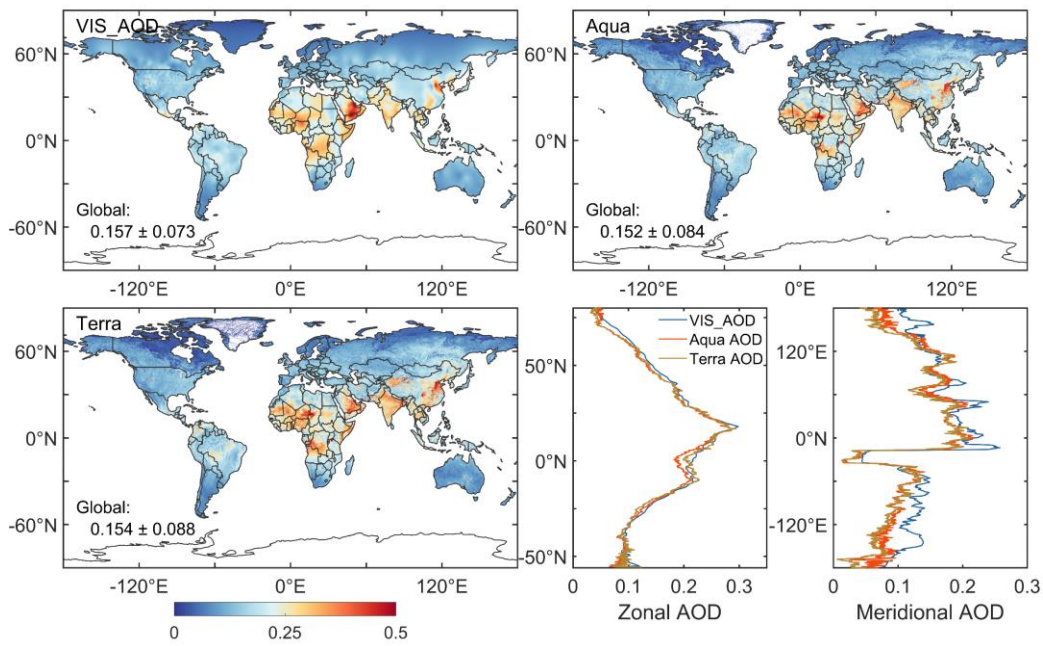 VIS_AOD
60°N
0°N
-60°N
Global:
0.157 ± 0.073
-120°E
0°E
120°E
Aqua
60°N
0°N
-60°N
Global:
0.152 ± 0.084
-120°E
0°E
120°E
Terra
60°N
0°N
-60°N
Global:
0.154 ± 0.088
-120°E
0°E
120°E
0
0.25
0.5
VIS_AOD
Aqua AOD
Terra AOD
50°N
0°N
-50°N
0
0.1
0.2
0.3
Zonal AOD
120°E
0°N
-120°E
0
0.1
0.2
0.3
Meridional AOD